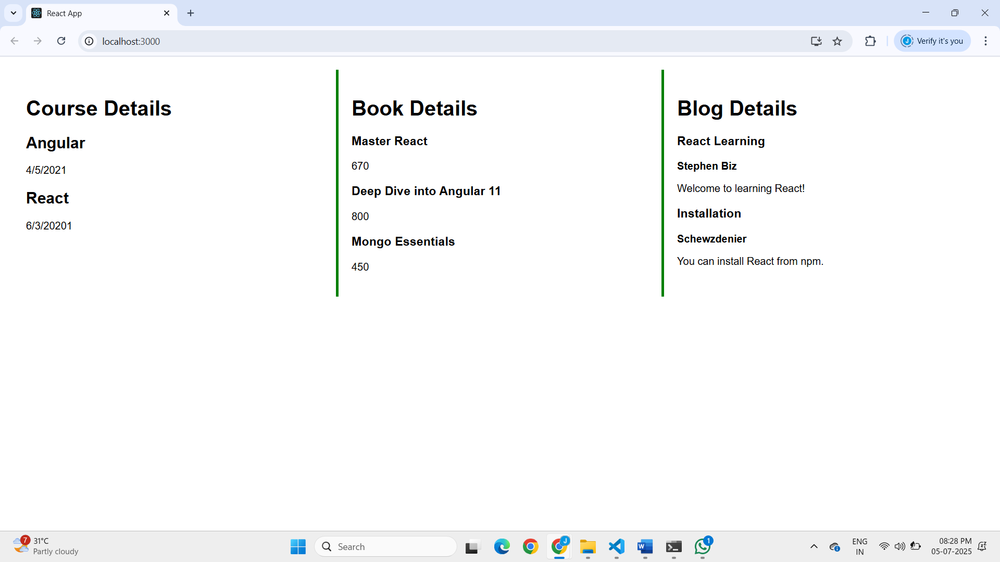 React App
localhost:3000
Verify it's you
Course Details
Angular
4/5/2021
React
6/3/20201
Book Details
Master React
670
Deep Dive into Angular 11
800
Mongo Essentials
450
Blog Details
React Learning
Stephen Biz
Welcome to learning React!
Installation
Schewzdenier
You can install React from npm.
7
31°C
Partly cloudy
Search
J
W
1
ENG
IN
08:28 PM
05-07-2025